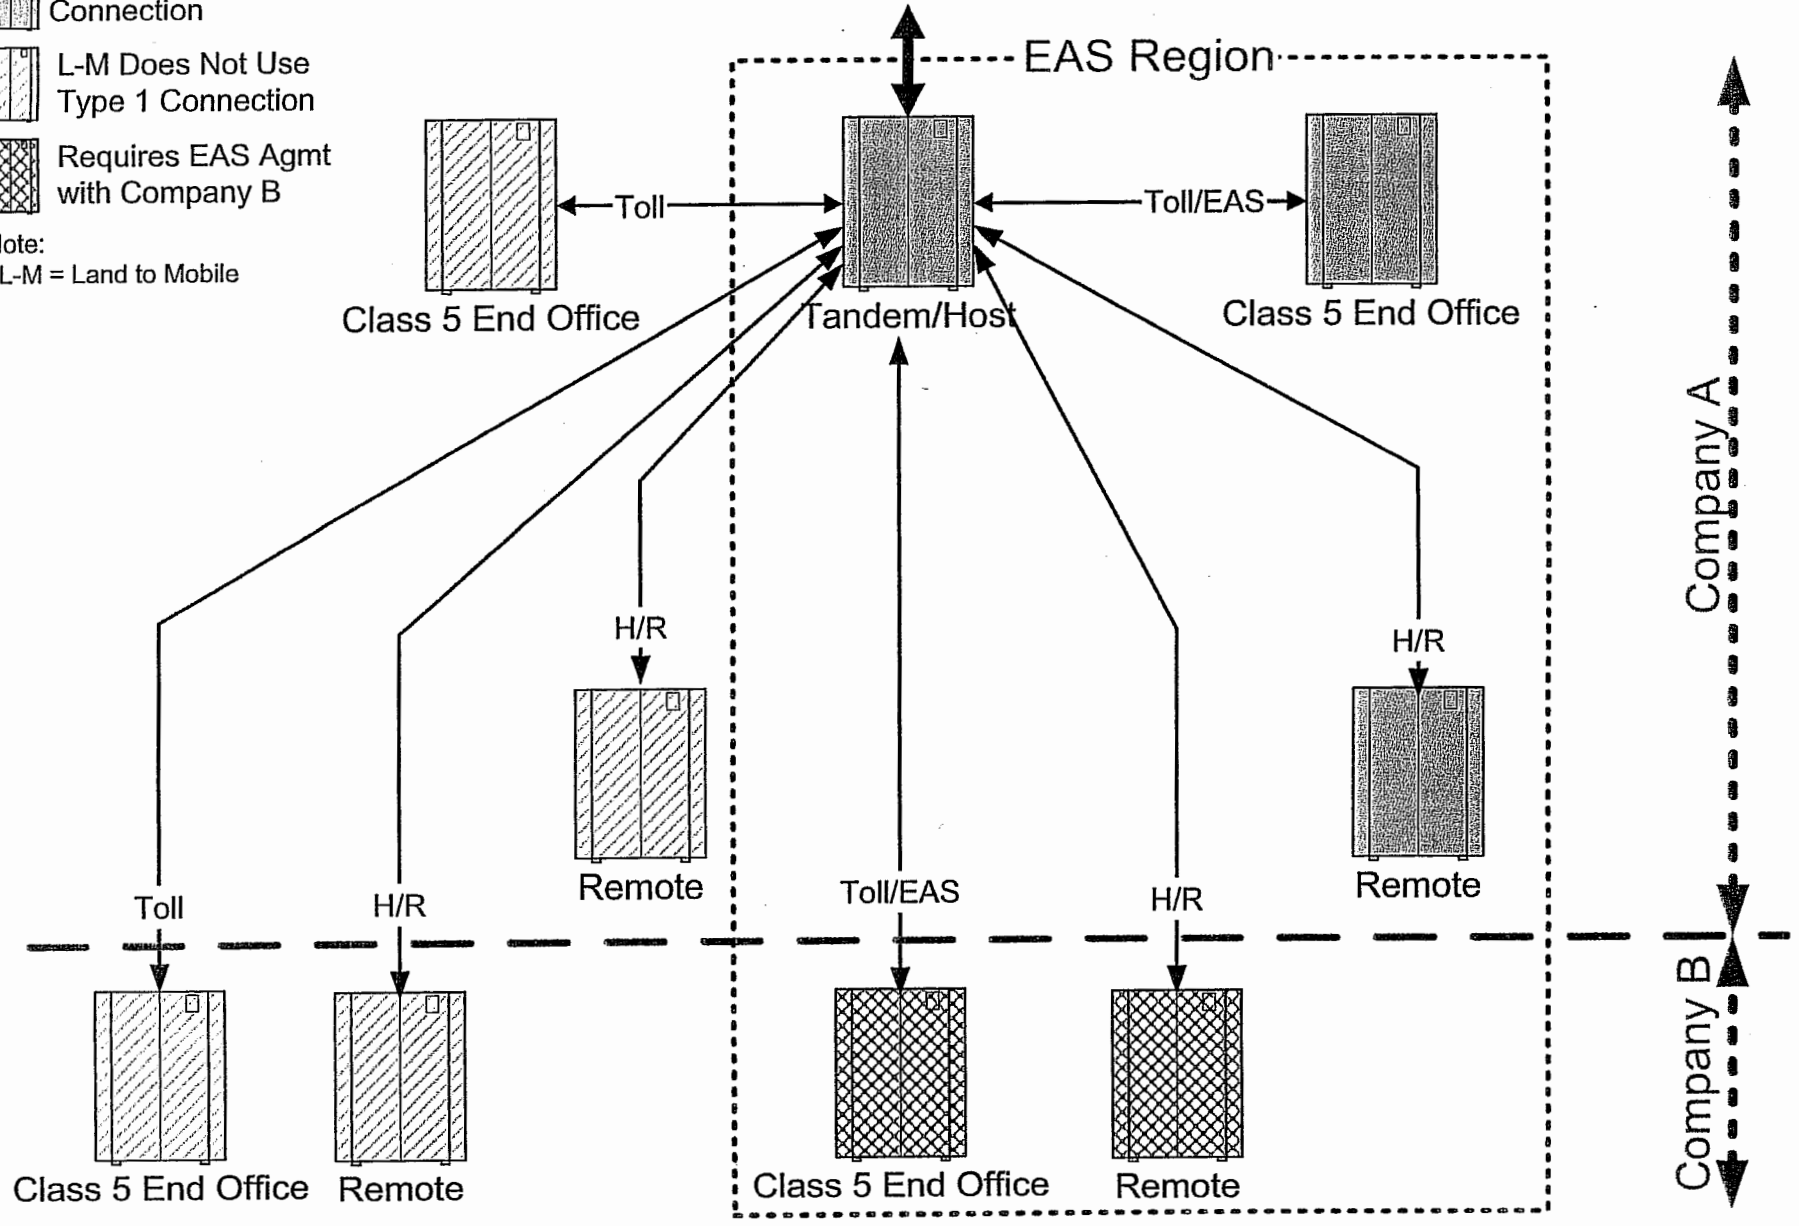 Connection
EAS Region
L-M Does Not Use
Type 1 Connection
Requires EAS Agmt
with Company B
L-M = Land to Mobile
Toll
Toll/EAS
Class 5 End Office
Tandem/Host
Class 5 End Office
Company A
H/R
H/R
Remote
Remote
Toll
H/R
Toll/EAS
H/R
Company B
Class 5 End Office
Remote
Class 5 End Office
Remote